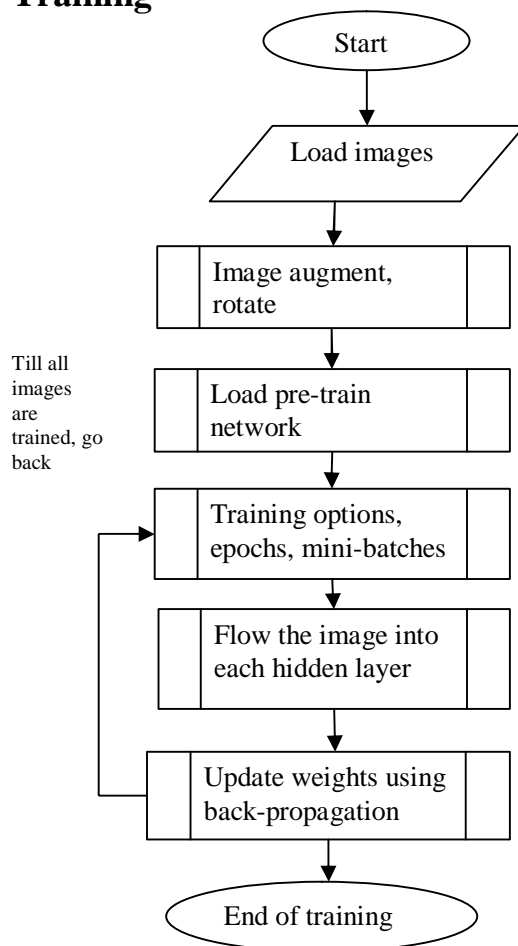 Training
Start
Load images
Image augment,
rotate
Till all
images
are
trained, go
back
Load pre-train
network
Training options,
epochs, mini-batches
Flow the image into
each hidden layer
Update weights using
back-propagation
End of training